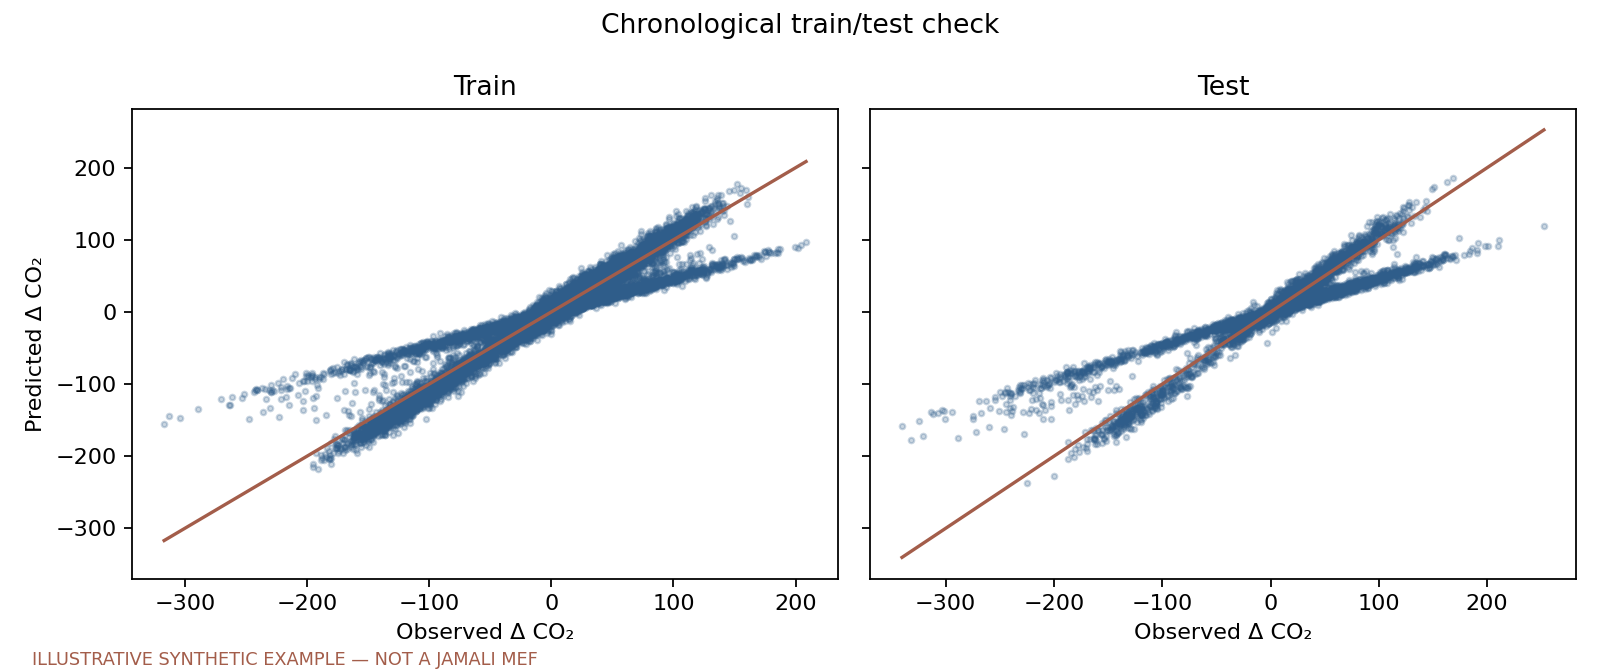 Chronological train/test check
Train
Test
Predicted Δ CO₂
200
100
0
−100
−200
−300
−300
−200
−100
0
100
200
−300
−200
−100
0
100
200
Observed Δ CO₂
Observed Δ CO₂
ILLUSTRATIVE SYNTHETIC EXAMPLE — NOT A JAMALI MEF